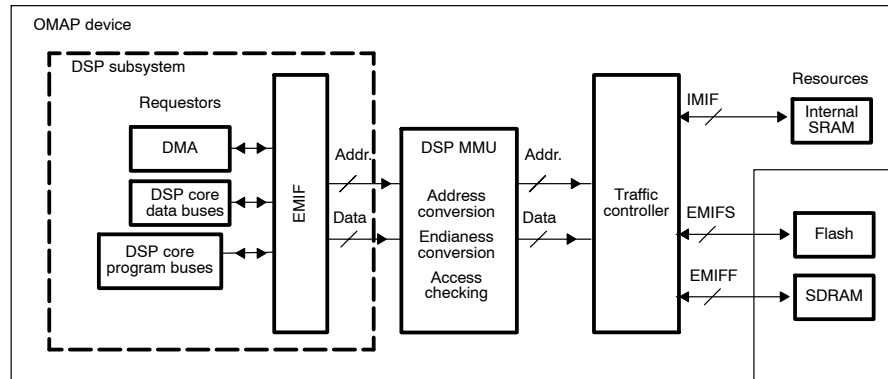 OMAP device
DSP subsystem
Requestors
DMA
DSP core
data buses
DSP core
program buses
EMIF
Addr.
Data
DSP MMU
Address
conversion
Endianess
conversion
Access
checking
Addr.
Data
Traffic
controller
IMIF
EMIFS
EMIFF
Resources
Internal
SRAM
Flash
SDRAM